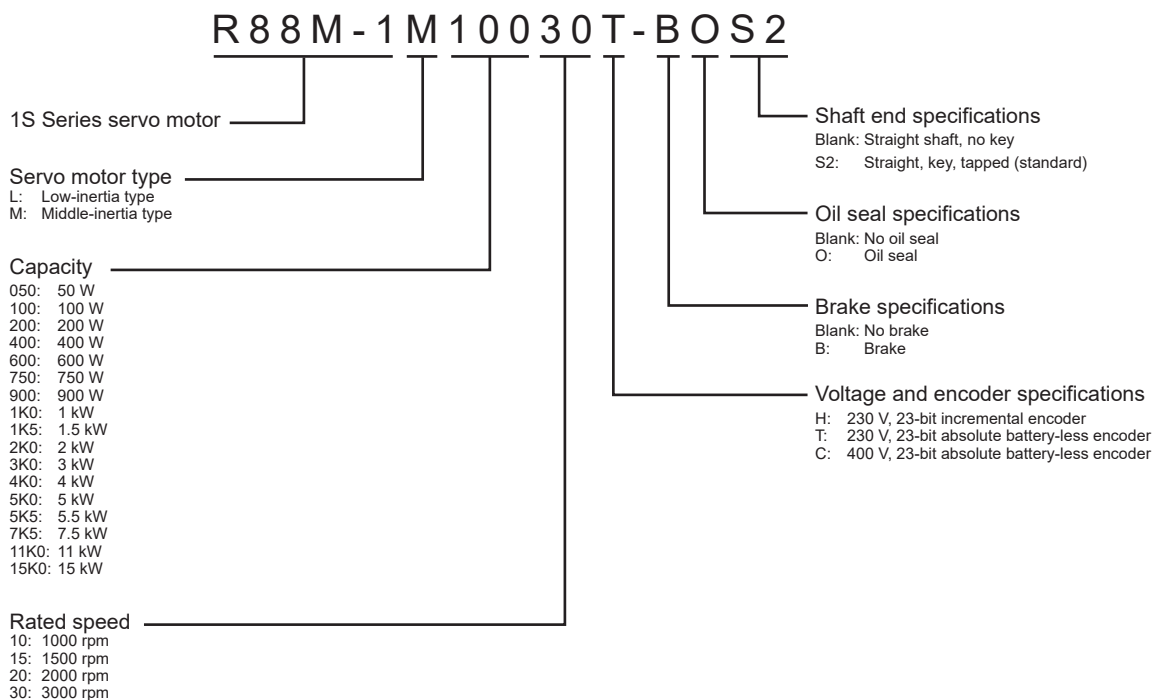 R88M-1M10030T-BOS2
1S Series servo motor
Servo motor type
L: Low-inertia type
M: Middle-inertia type
Capacity
050: 50 W
100: 100 W
200: 200 W
400: 400 W
600: 600 W
750: 750 W
900: 900 W
1K0: 1 kW
1K5: 1.5 kW
2K0: 2 kW
3K0: 3 kW
4K0: 4 kW
5K0: 5 kW
5K5: 5.5 kW
7K5: 7.5 kW
11K0: 11 kW
15K0: 15 kW
Rated speed
10: 1000 rpm
15: 1500 rpm
20: 2000 rpm
30: 3000 rpm
Shaft end specifications
Blank: Straight shaft, no key
S2: Straight, key, tapped (standard)
Oil seal specifications
Blank: No oil seal
O: Oil seal
Brake specifications
Blank: No brake
B: Brake
Voltage and encoder specifications
H: 230 V, 23-bit incremental encoder
T: 230 V, 23-bit absolute battery-less encoder
C: 400 V, 23-bit absolute battery-less encoder